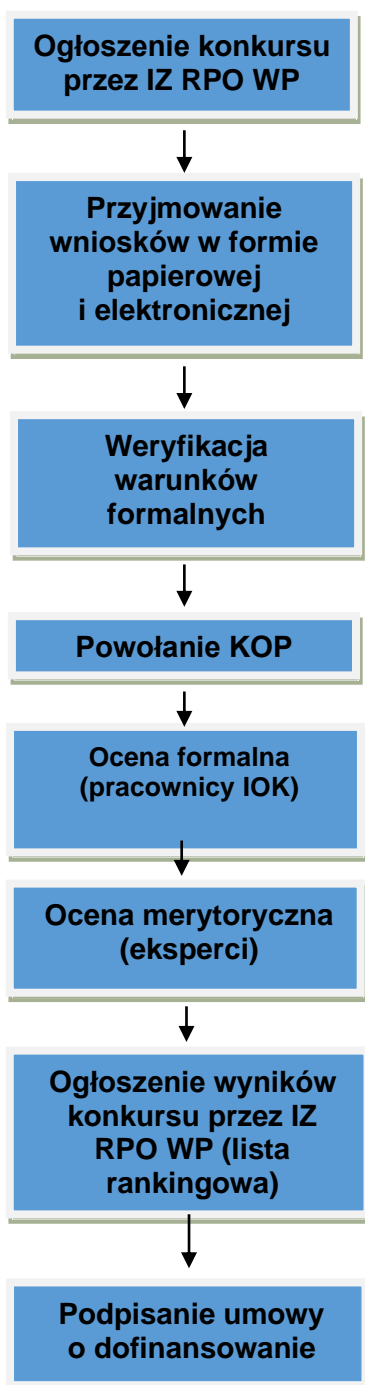 Ogłoszenie konkursu
przez IZ RPO WP
Przyjmowanie
wniosków w formie
papierowej
i elektronicznej
Weryfikacja
warunków
formalnych
Powołanie KOP
Ocena formalna
(pracownicy IOK)
Ocena merytoryczna
(eksperci)
Ogłoszenie wyników
konkursu przez IZ
RPO WP (lista
rankingowa)
Podpisanie umowy
o dofinansowanie